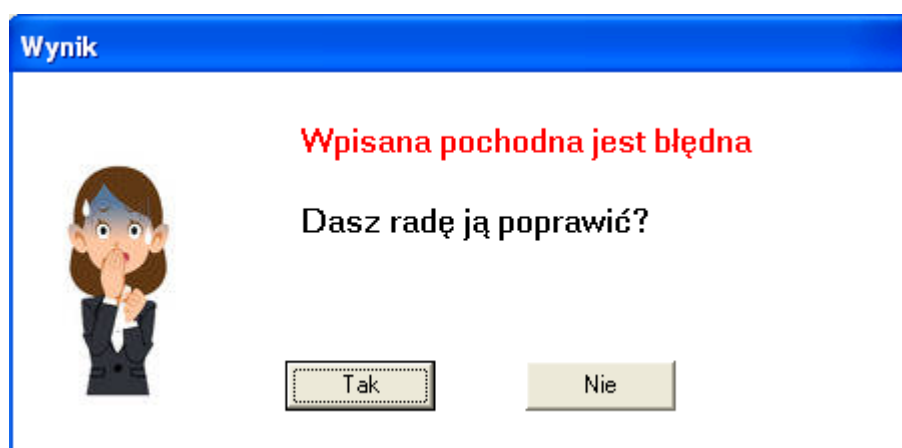 Wynik
Wpisana pochodna jest błędna
Dasz radę ją poprawić?
Tak
Nie